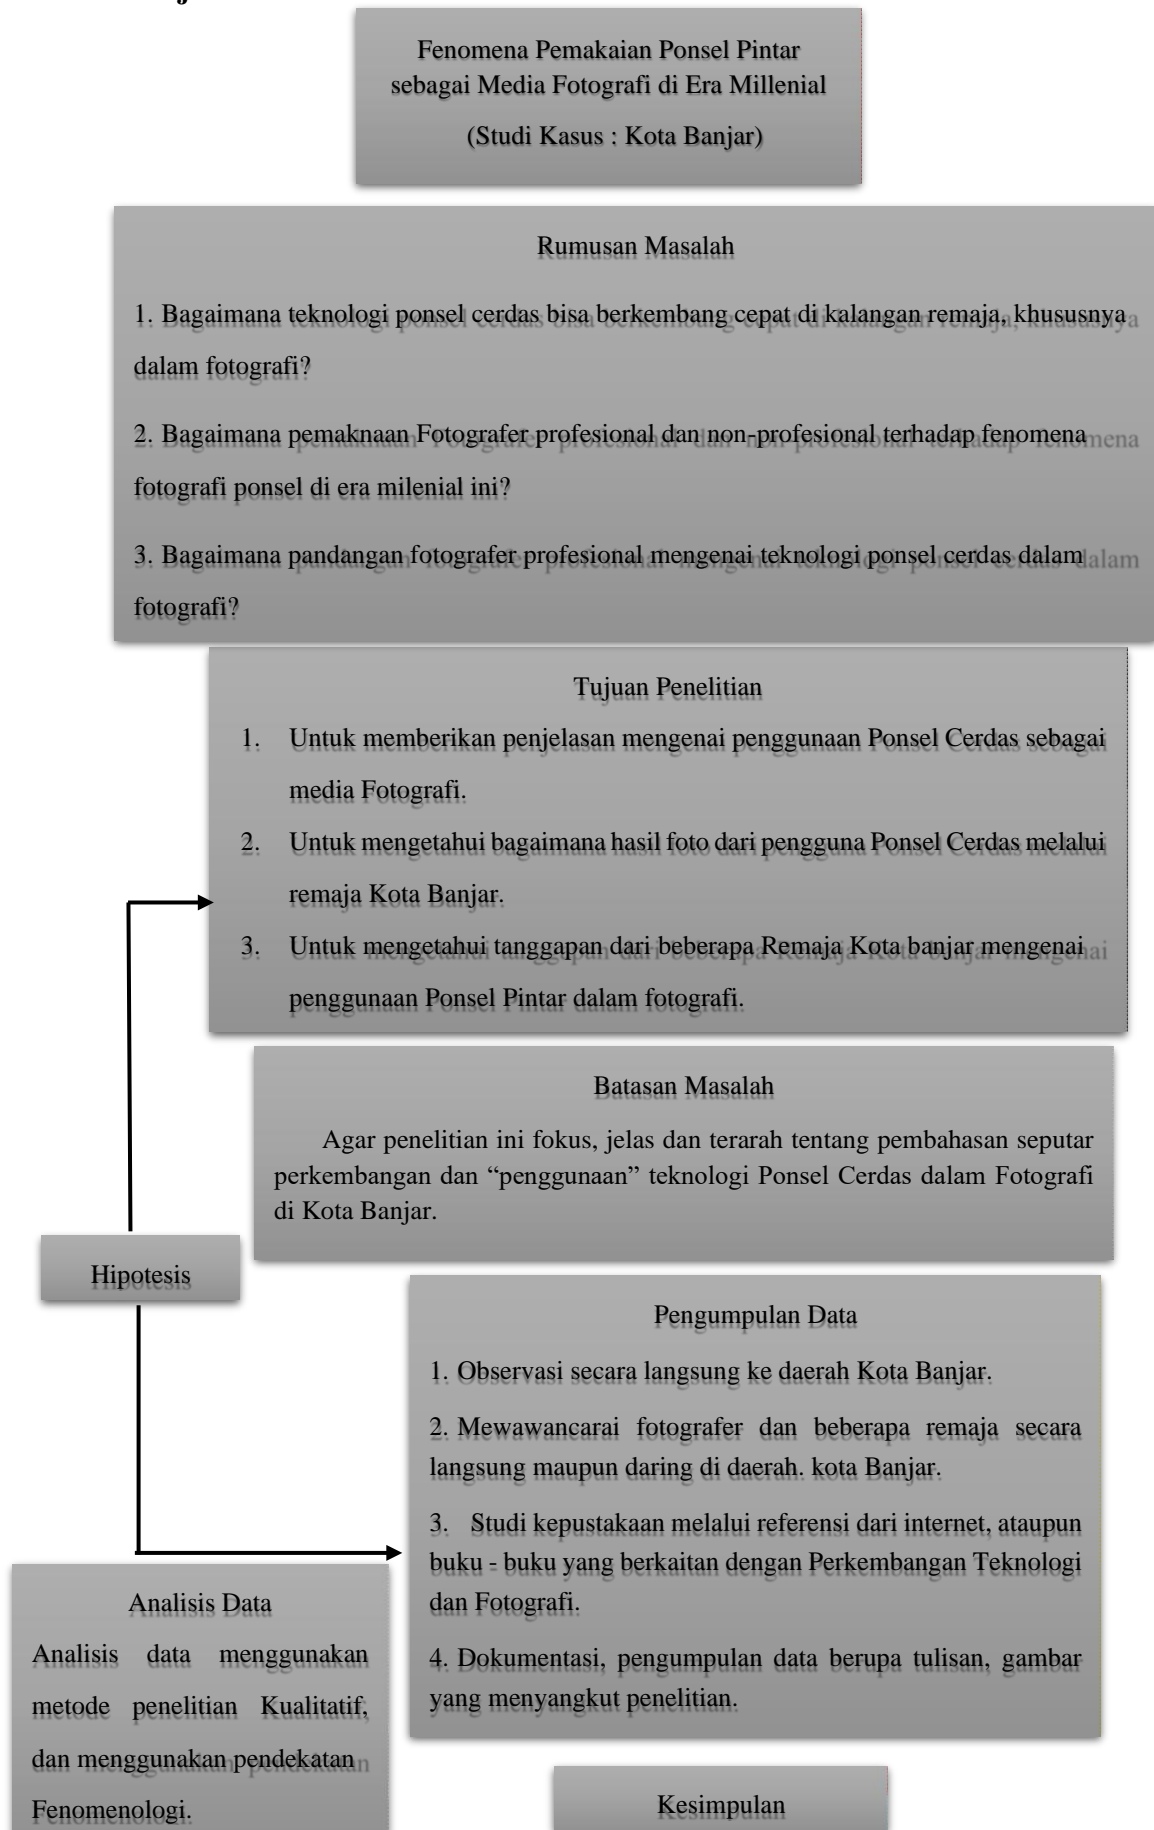 Fenomena Pemakaian Ponsel Pintar
sebagai Media Fotografi di Era Millenial
(Studi Kasus : Kota Banjar)
Rumusan Masalah
1. Bagaimana teknologi ponsel cerdas bisa berkembang cepat di kalangan remaja, khususnya
dalam fotografi?
2. Bagaimana pemaknaan Fotografer profesional dan non-profesional terhadap fenomena
fotografi ponsel di era milenial ini?
3. Bagaimana pandangan fotografer profesional mengenai teknologi ponsel cerdas dalam
fotografi?
Tujuan Penelitian
1. Untuk memberikan penjelasan mengenai penggunaan Ponsel Cerdas sebagai
media Fotografi.
2. Untuk mengetahui bagaimana hasil foto dari pengguna Ponsel Cerdas melalui
remaja Kota Banjar.
3. Untuk mengetahui tanggapan dari beberapa Remaja Kota banjar mengenai
penggunaan Ponsel Pintar dalam fotografi.
Batasan Masalah
Agar penelitian ini fokus, jelas dan terarah tentang pembahasan seputar
perkembangan dan “penggunaan” teknologi Ponsel Cerdas dalam Fotografi
di Kota Banjar.
Hipotesis
Pengumpulan Data
1. Observasi secara langsung ke daerah Kota Banjar.
2. Mewawancarai fotografer dan beberapa remaja secara
langsung maupun daring di daerah. kota Banjar.
3. Studi kepustakaan melalui referensi dari internet, ataupun
buku - buku yang berkaitan dengan Perkembangan Teknologi
dan Fotografi.
4. Dokumentasi, pengumpulan data berupa tulisan, gambar
yang menyangkut penelitian.
Analisis Data
Analisis data menggunakan
metode penelitian Kualitatif,
dan menggunakan pendekatan
Fenomenologi.
Kesimpulan